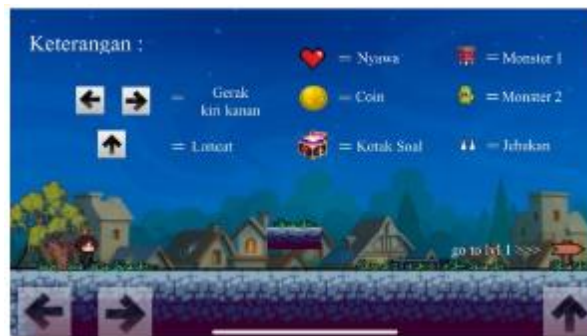 Keterangan :
= Gerak
kiri kanan
= Loncat
= Nyawa
= Coin
= Kotak Soal
= Monster 1
= Monster 2
= Jebakan
go to lvl 1 >>>